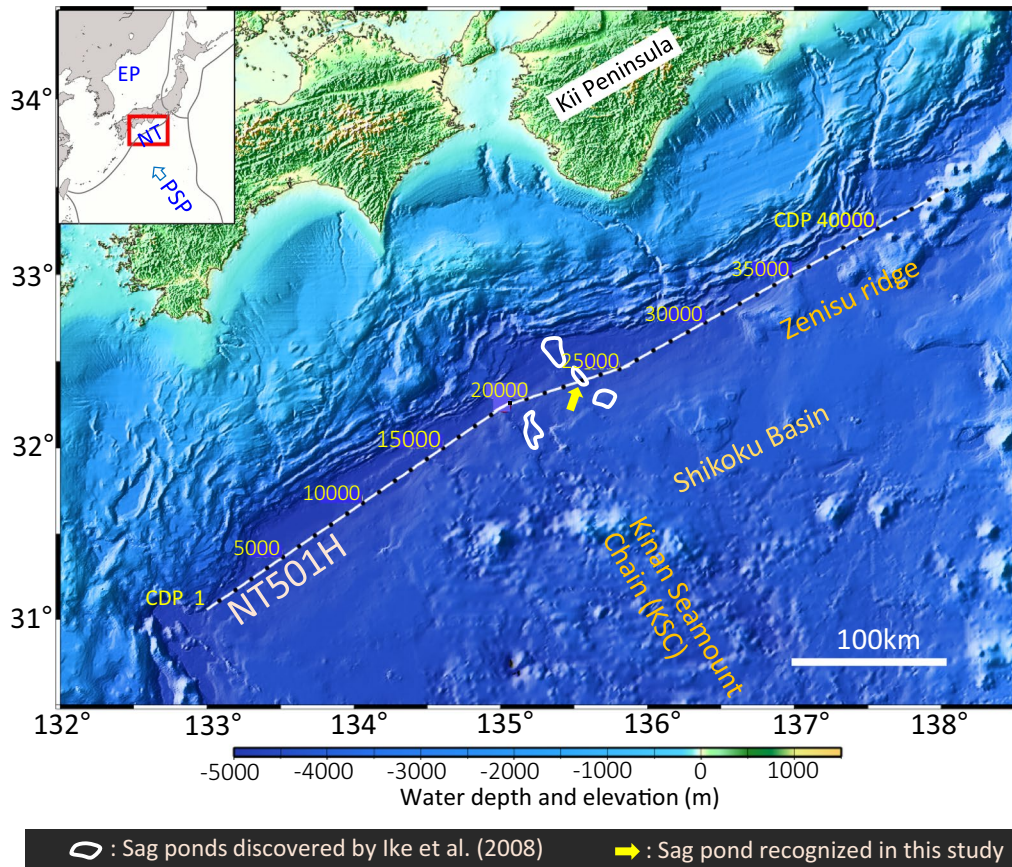 EP
NT
PSP
Kii Peninsula
34°
33°
32°
31°
CDP 40000
35000
30000
25000
20000
15000
10000
5000
CDP 1
NT501H
Zenisu ridge
Shikoku Basin
Kinan Seamount
Chain (KSC)
100km
132° 133° 134° 135° 136° 137° 138°
-5000 -4000 -3000 -2000 -1000 0 1000
Water depth and elevation (m)
: Sag ponds discovered by Ike et al. (2008)
: Sag pond recognized in this study